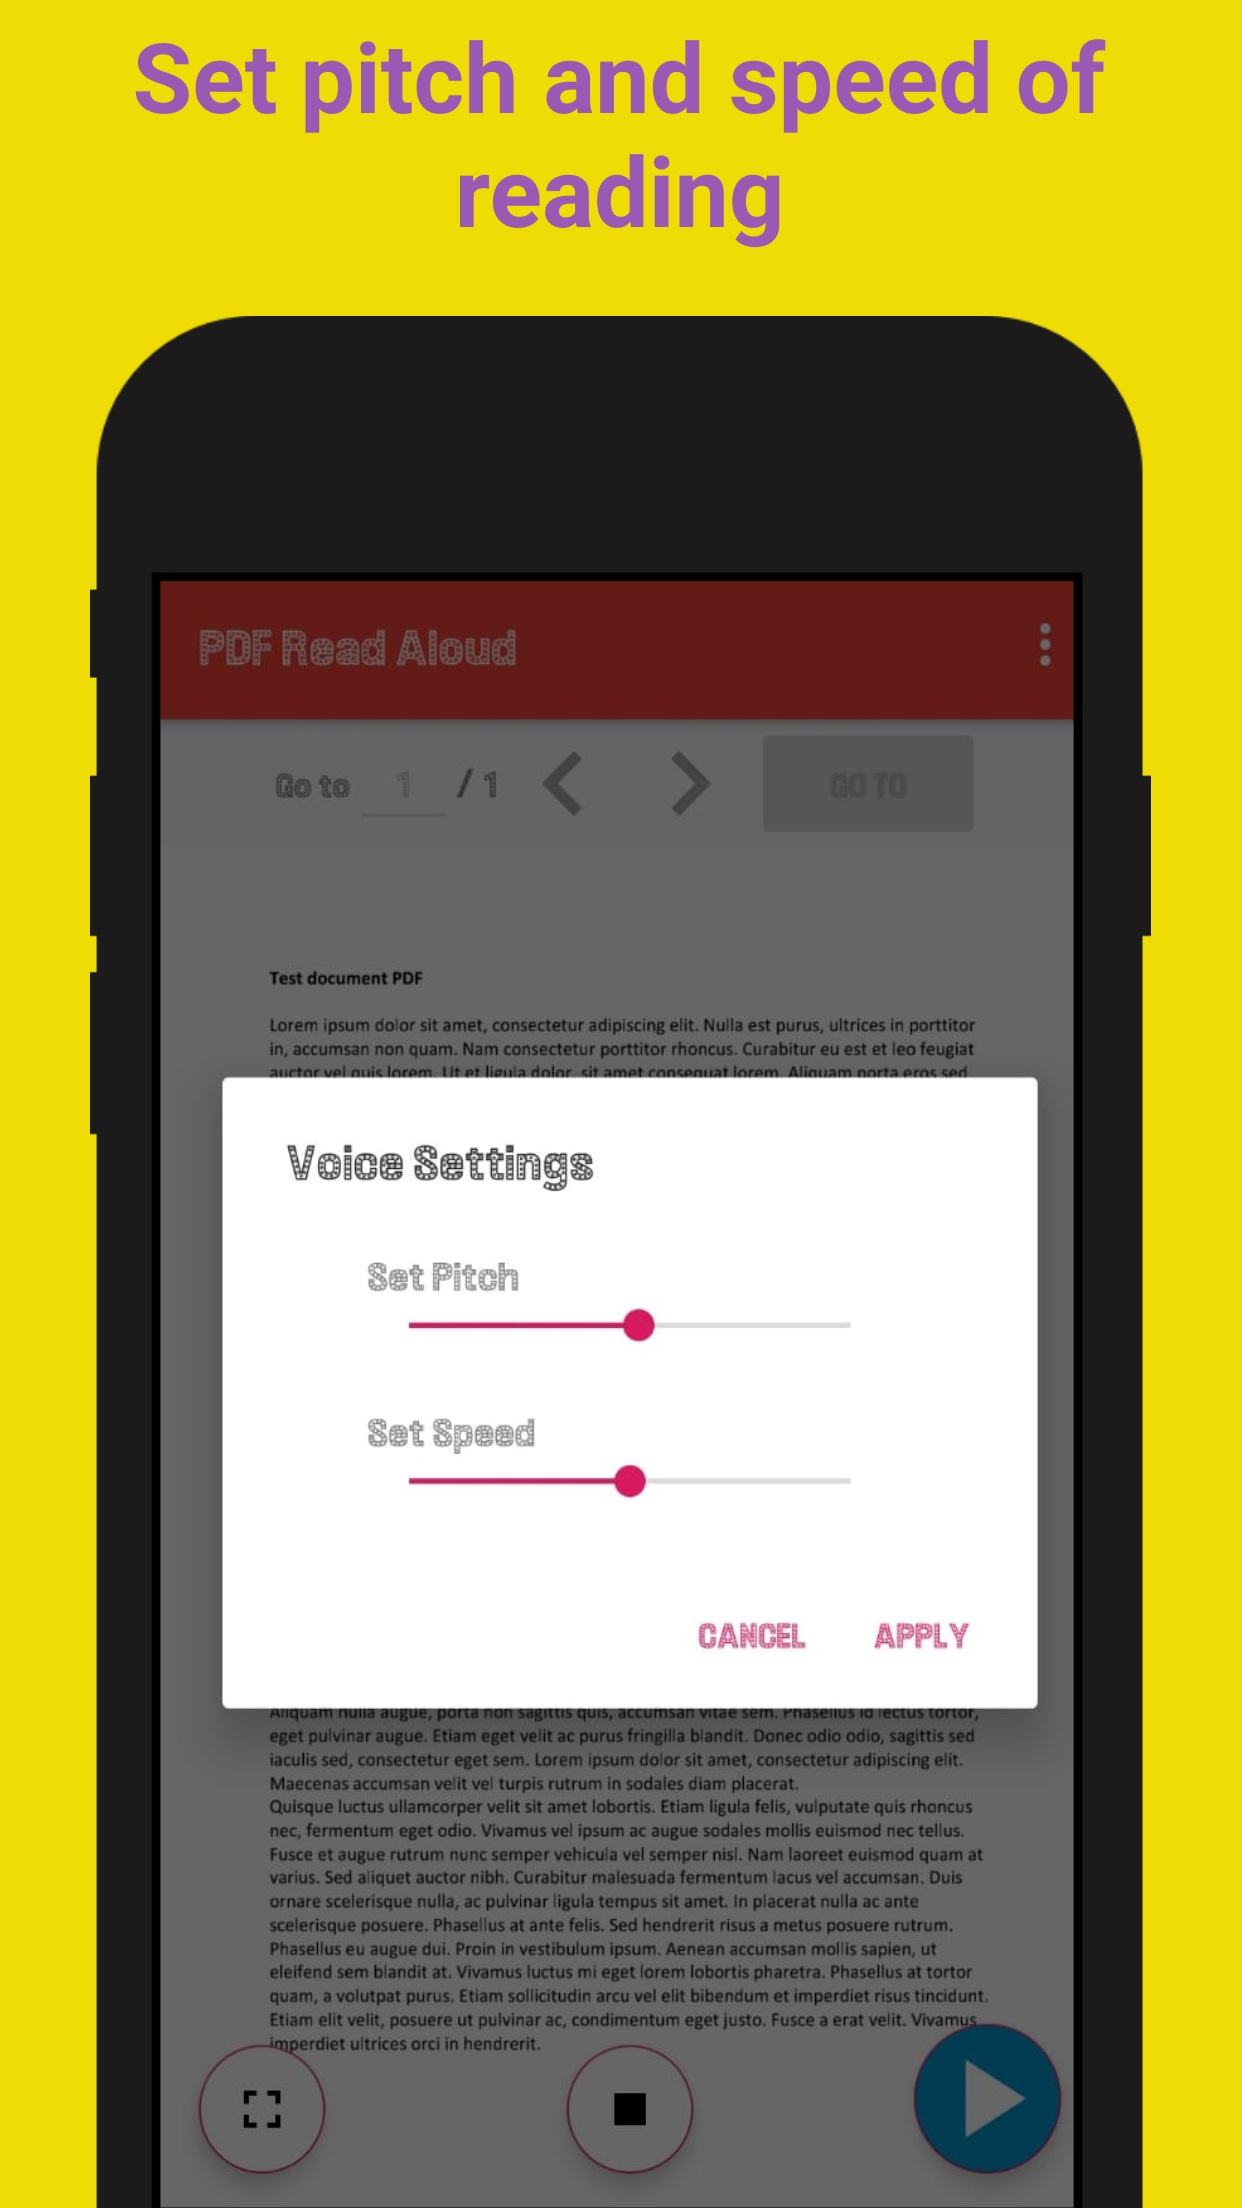 Set pitch and speed of
reading
PDF Read Aloud
Go to 1 / 1 GO TO
Test document PDF
Lorem ipsum dolor sit amet, consectetur adipiscing elit. Nulla est purus, ultrices in porttitor
in, accumsan non quam. Nam consectetur porttitor rhoncus. Curabitur eu est et leo feugiat
auctor vel quis lorem. Ut et ligula dolor, sit amet consequat lorem. Aliquam porta eros sed
Voice Settings
Set Pitch
Set Speed
CANCEL APPLY
Aliquam nulla augue, porta non sagittis quis, accumsan vitae sem. Phasellus id lectus tortor,
eget pulvinar augue. Etiam eget velit ac purus fringilla blandit. Donec odio odio, sagittis sed
iaculis sed, consectetur eget sem. Lorem ipsum dolor sit amet, consectetur adipiscing elit.
Maecenas accumsan velit vel turpis rutrum in sodales diam placerat.
Quisque luctus ullamcorper velit sit amet lobortis. Etiam ligula felis, vulputate quis rhoncus
nec, fermentum eget odio. Vivamus vel ipsum ac augue sodales mollis euismod nec tellus.
Fusce et augue rutrum nunc semper vehicula vel semper nisl. Nam laoreet euismod quam at
varius. Sed aliquet auctor nibh. Curabitur malesuada fermentum lacus vel accumsan. Duis
ornare scelerisque nulla, ac pulvinar ligula tempus sit amet. In placerat nulla ac ante
scelerisque posuere. Phasellus at ante felis. Sed hendrerit risus a metus posuere rutrum.
Phasellus eu augue dui. Proin in vestibulum ipsum. Aenean accumsan mollis sapien, ut
eleifend sem blandit at. Vivamus luctus mi eget lorem lobortis pharetra. Phasellus at tortor
quam, a volutpat purus. Etiam sollicitudin arcu vel elit bibendum et imperdiet risus tincidunt.
Etiam elit velit, posuere ut pulvinar ac, condimentum eget justo. Fusce a erat velit. Vivamus
imperdiet ultrices orci in hendrerit.